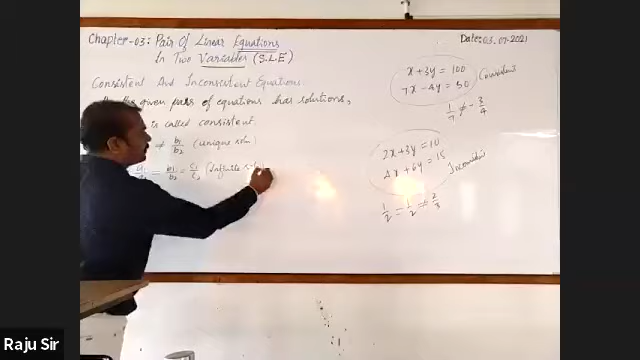 Chapter-03: Pair Of Linear Equations
In Two Variables (S.L.E)
Date: 03.07.2021
Consistent And Inconsistent Equations
given pairs of equations has solutions,
is called consistent.
≠ b₁/b₂ (unique soln)
a₁/a₂ = b₁/b₂ = c₁/c₂ (Infinite
x + 3y = 100
7x - 4y = 50
Consistent
1/7 ≠ -3/4
2x + 3y = 10
4x + 6y = 15
Inconsistent
1/2 = 1/2 ≠ 2/3
Raju Sir